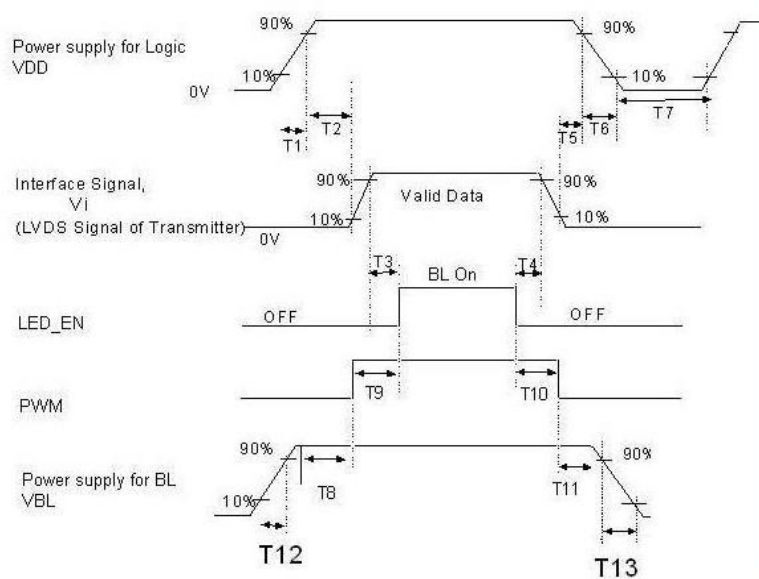 90%
90%
Power supply for Logic
VDD
10%
10%
0V
T1
T2
T5
T6
T7
Interface Signal,
Vi
(LVDS Signal of Transmitter)
90%
Valid Data
90%
10%
10%
0V
T3
BL On
T4
LED_EN
OFF
OFF
PWM
T9
T10
90%
90%
Power supply for BL
VBL
10%
T8
T11
T12
T13